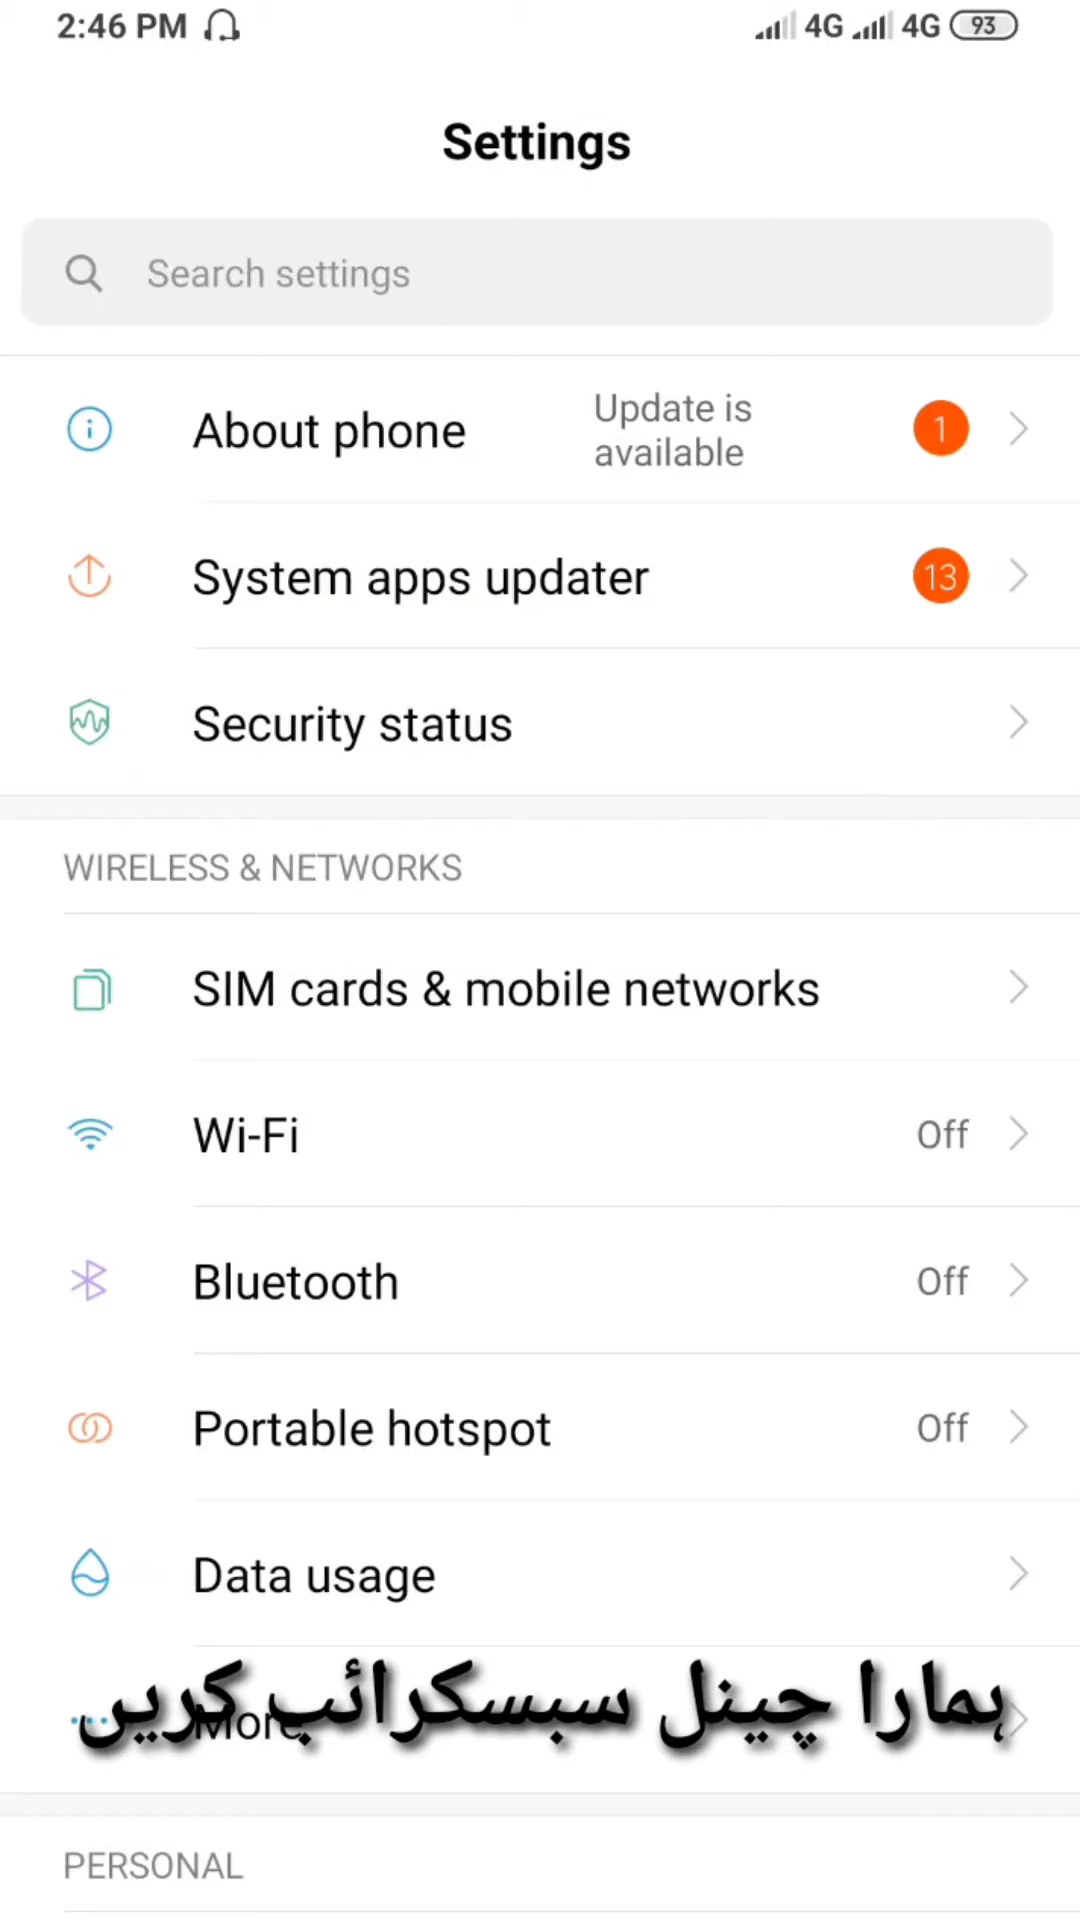 2:46 PM 4G 4G 93
Settings
Search settings
About phone Update is available 1
System apps updater 13
Security status
WIRELESS & NETWORKS
SIM cards & mobile networks
Wi-Fi Off
Bluetooth Off
Portable hotspot Off
Data usage
More
ہمارا چینل سبسکرائب کریں
PERSONAL